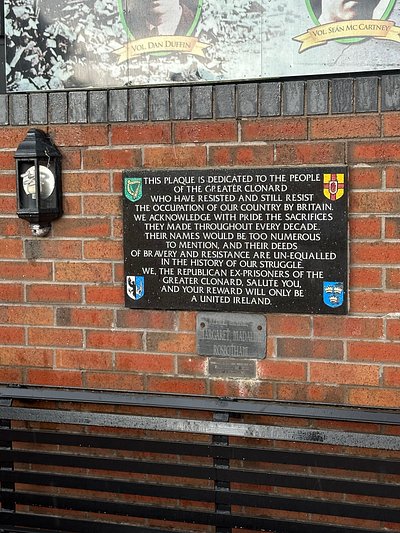 VOL. DAN DUFFIN
VOL. SEÁN MC CARTNEY
THIS PLAQUE IS DEDICATED TO THE PEOPLE
OF THE GREATER CLONARD
WHO HAVE RESISTED AND STILL RESIST
THE OCCUPATION OF OUR COUNTRY BY BRITAIN.
WE ACKNOWLEDGE WITH PRIDE THE SACRIFICES
THEY MADE THROUGHOUT EVERY DECADE.
THEIR NAMES WOULD BE TOO NUMEROUS
TO MENTION, AND THEIR DEEDS
OF BRAVERY AND RESISTANCE ARE UN-EQUALLED
IN THE HISTORY OF OUR STRUGGLE.
WE, THE REPUBLICAN EX-PRISONERS OF THE
GREATER CLONARD, SALUTE YOU,
AND YOUR REWARD WILL ONLY BE
A UNITED IRELAND.
MARGARET